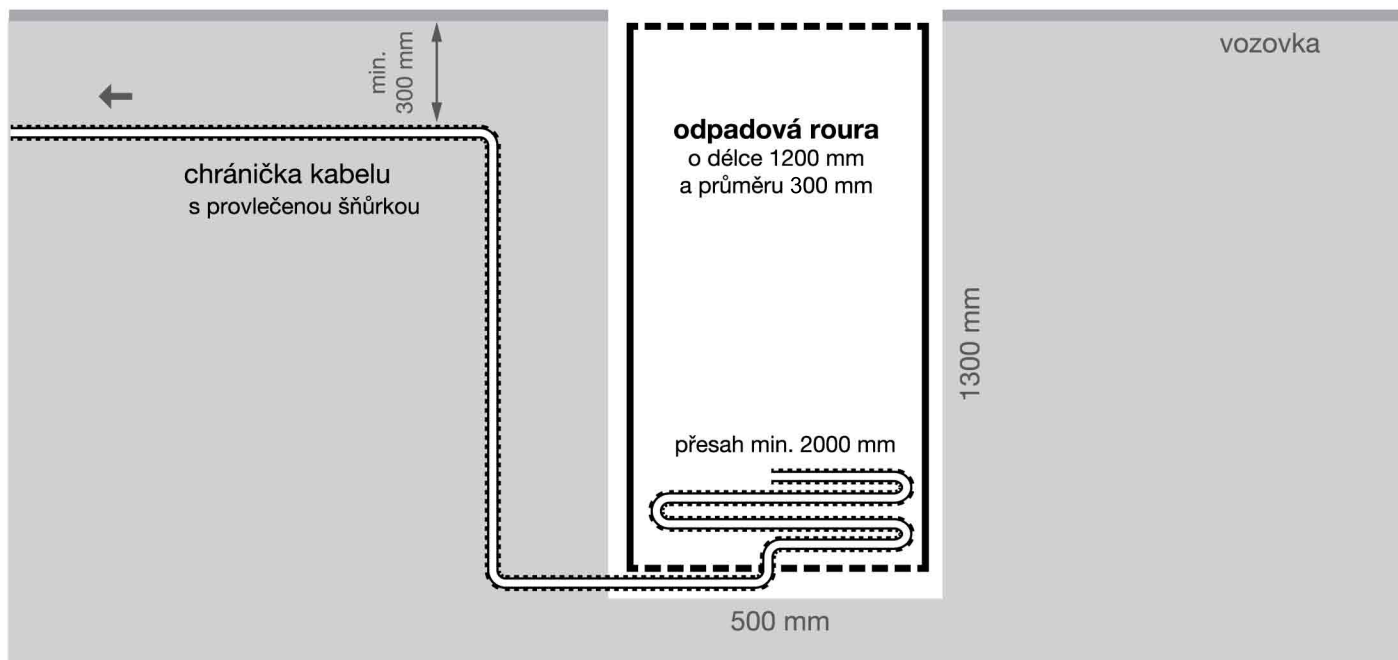 vozovka
min.
300 mm
odpadová roura
o délce 1200 mm
a průměru 300 mm
chránička kabelu
s provlečenou šňůrkou
1300 mm
přesah min. 2000 mm
500 mm